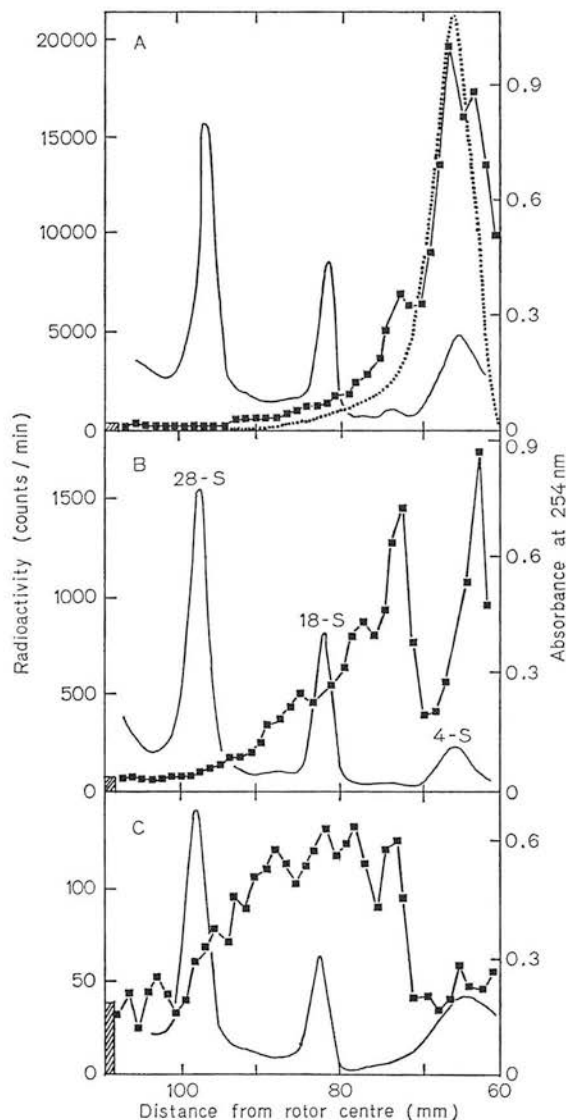 A
20000
15000
10000
5000
0
0.9
0.6
0.3
0
B
28-S
18-S
4-S
1500
1000
500
0
0.9
0.6
0.3
0
C
100
50
0
0.6
0.3
0
Radioactivity (counts / min)
Absorbance at 254 nm
100
80
60
Distance from rotor centre (mm)